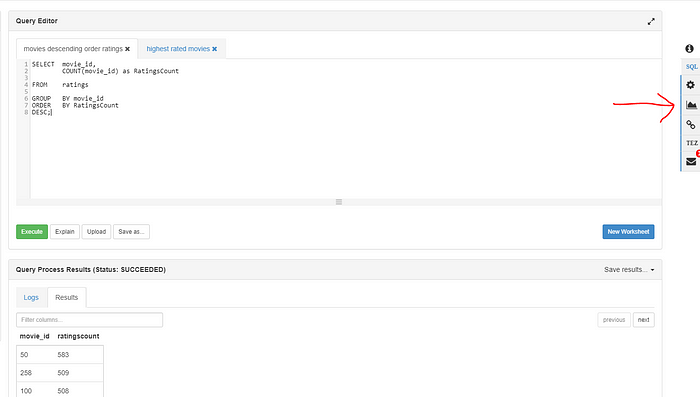 Query Editor
movies descending order ratings ✖
highest rated movies ✖
1 SELECT movie_id,
2 COUNT(movie_id) as RatingsCount
3
4 FROM ratings
5
6 GROUP BY movie_id
7 ORDER BY RatingsCount
8 DESC;
SQL
TEZ
Execute
Explain
Upload
Save as...
New Worksheet
Query Process Results (Status: SUCCEEDED)
Save results...
Logs
Results
Filter columns...
previous
next
movie_id ratingscount
50 583
258 509
100 508